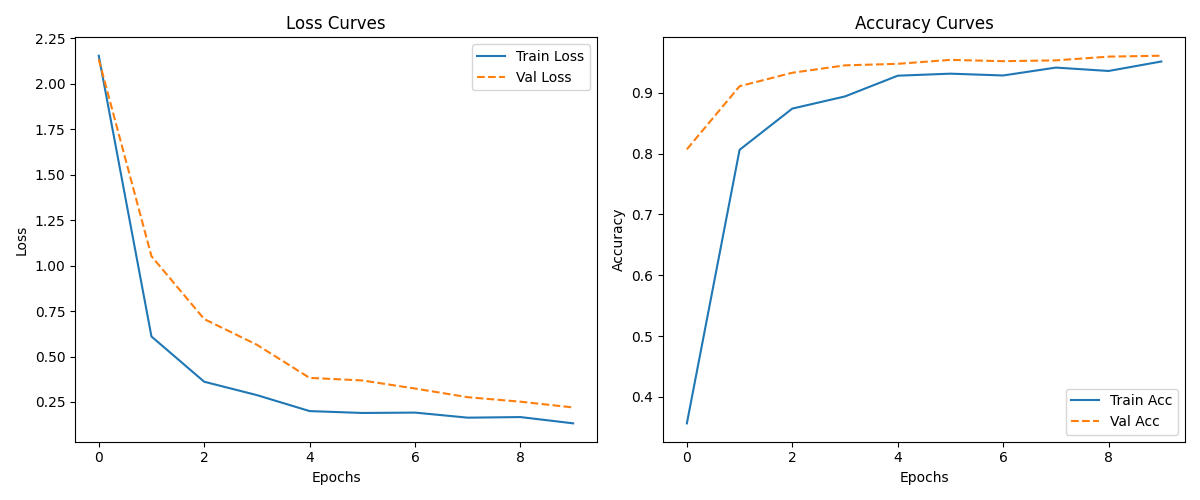 Loss Curves
2.25
2.00
1.75
1.50
1.25
1.00
0.75
0.50
0.25
Loss
0 2 4 6 8
Epochs
Train Loss
Val Loss
Accuracy Curves
0.9
0.8
0.7
0.6
0.5
0.4
Accuracy
0 2 4 6 8
Epochs
Train Acc
Val Acc